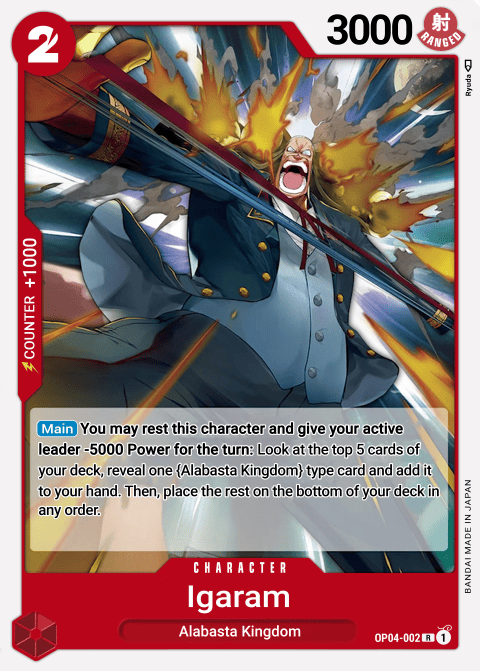 2
3000
射
RANGED
Ryuda
COUNTER +1000
Main You may rest this character and give your active
leader -5000 Power for the turn: Look at the top 5 cards of
your deck, reveal one {Alabasta Kingdom} type card and add it
to your hand. Then, place the rest on the bottom of your deck in
any order.
BANDAI MADE IN JAPAN
CHARACTER
Igaram
Alabasta Kingdom
OP04-002 R 1